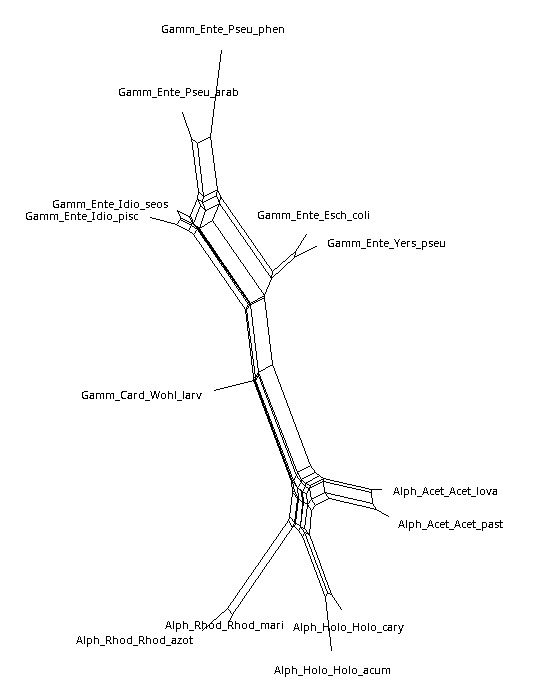 Gamm_Ente_Pseu_phen
Gamm_Ente_Pseu_arab
Gamm_Ente_Idio_seos
Gamm_Ente_Idio_pisc
Gamm_Ente_Esch_coli
Gamm_Ente_Yers_pseu
Gamm_Card_Wohl_larv
Alph_Acet_Acet_lova
Alph_Acet_Acet_past
Alph_Rhod_Rhod_mari
Alph_Holo_Holo_cary
Alph_Rhod_Rhod_azot
Alph_Holo_Holo_acum